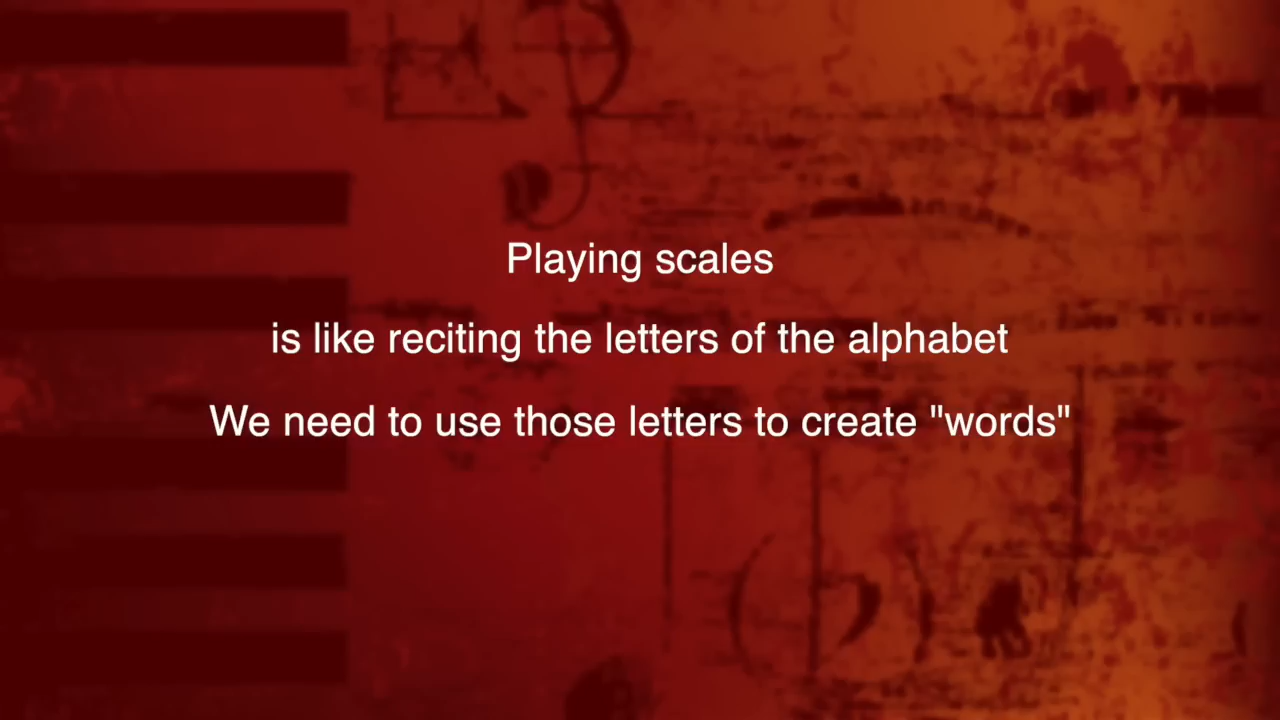 Playing scales
is like reciting the letters of the alphabet
We need to use those letters to create "words"